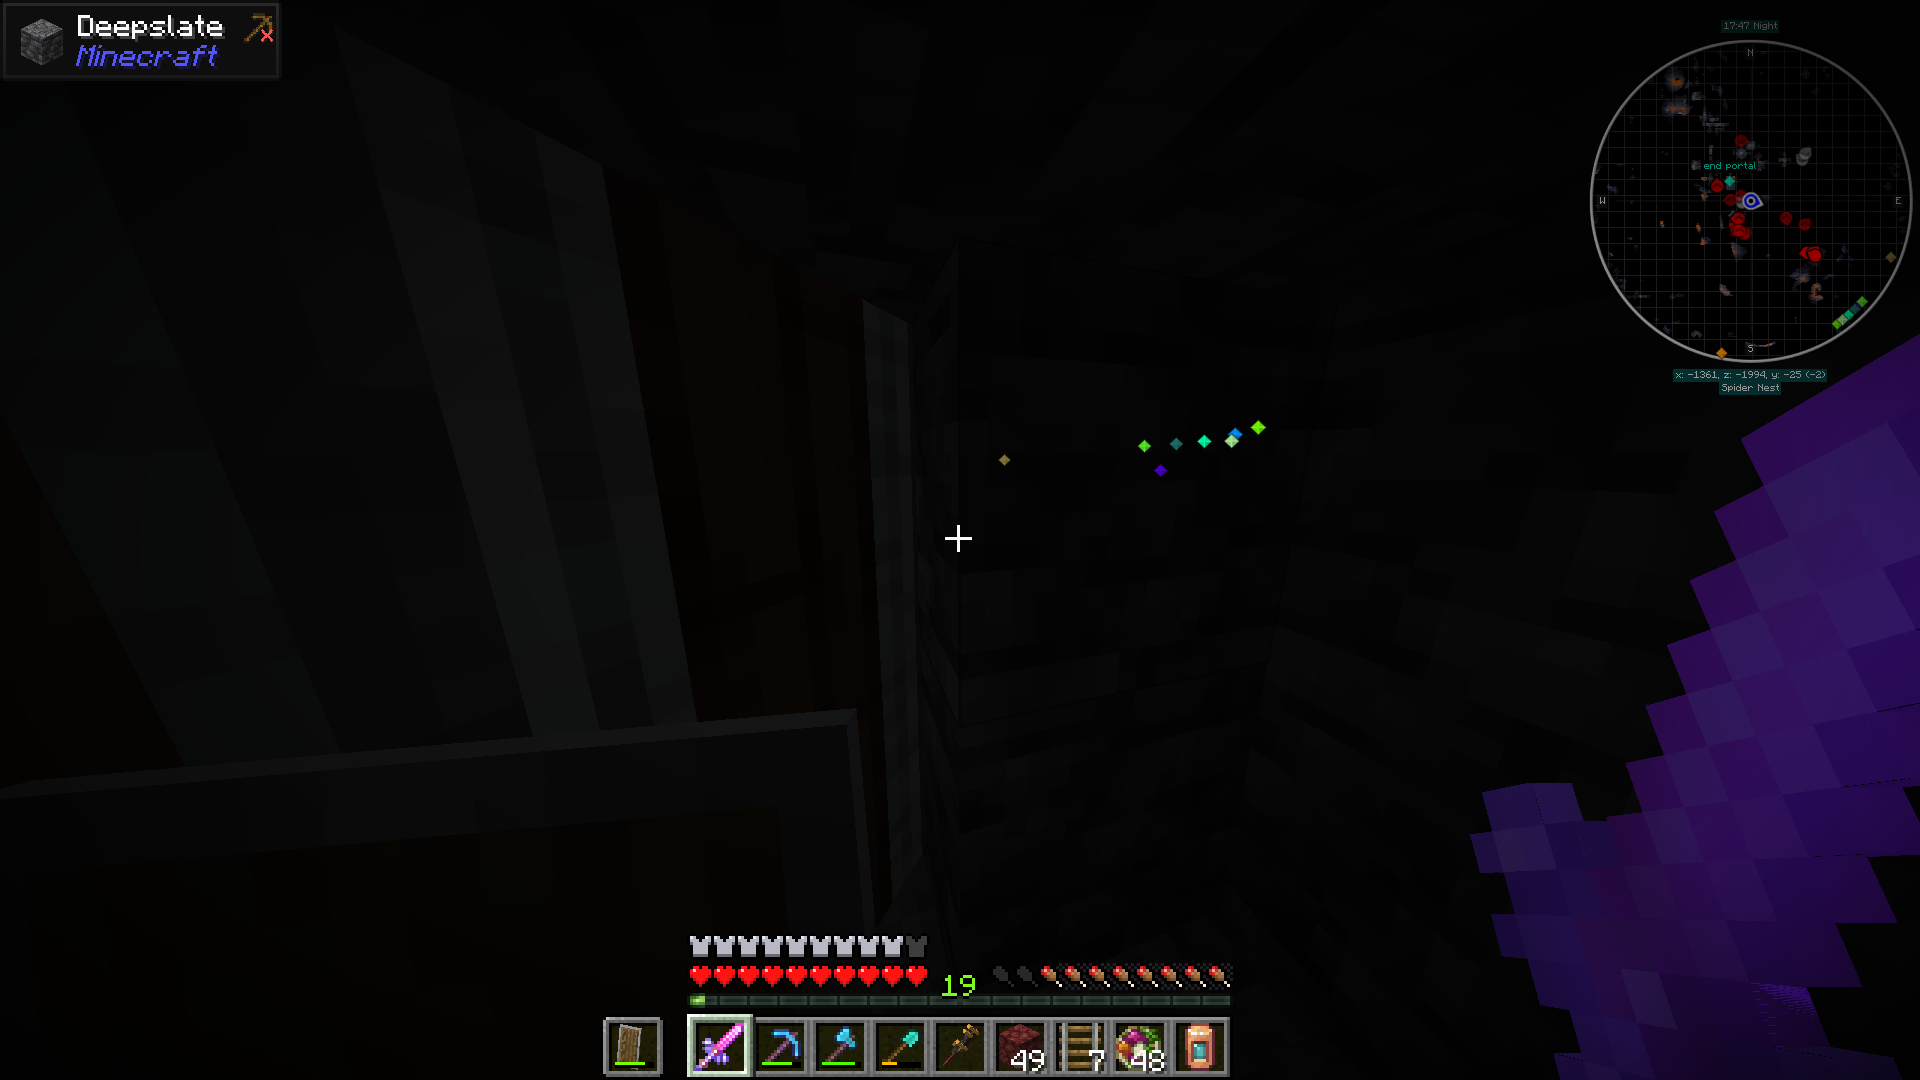 Deepslate
Minecraft
17:47 Night
N
end portal
W
E
S
x: -1361, z: -1994, y: -25 (-2)
Spider Nest
19
49
7
48